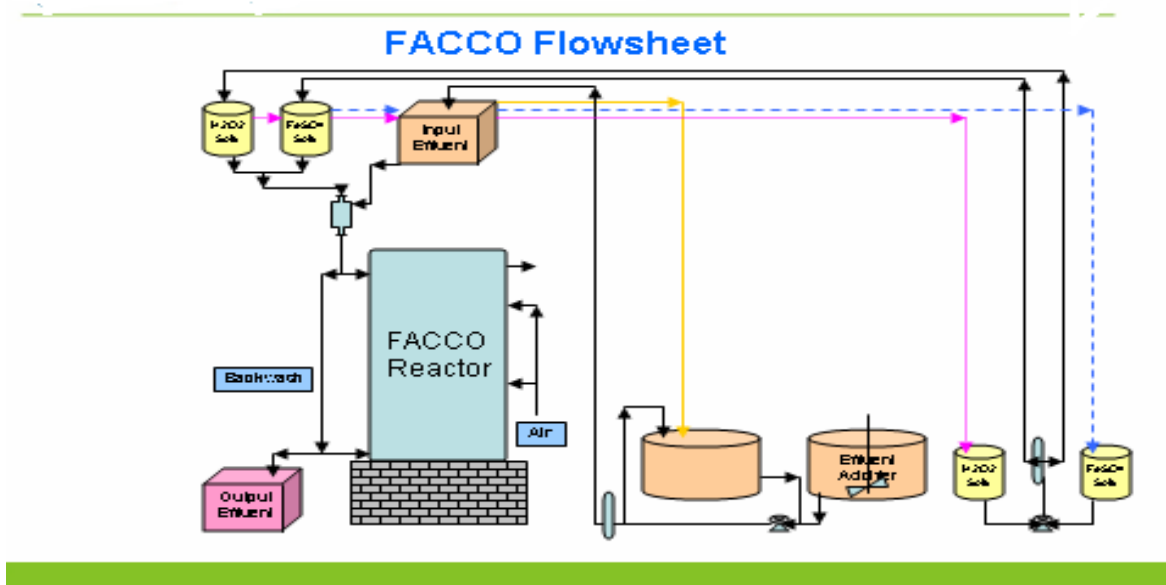 FACCO Flowsheet
H2O2
Soln
FeSO4
Soln
Input
Effluent
FACCO
Reactor
Backwash
Air
Output
Effluent
Effluent
H2O2
Soln
FeSO4
Soln